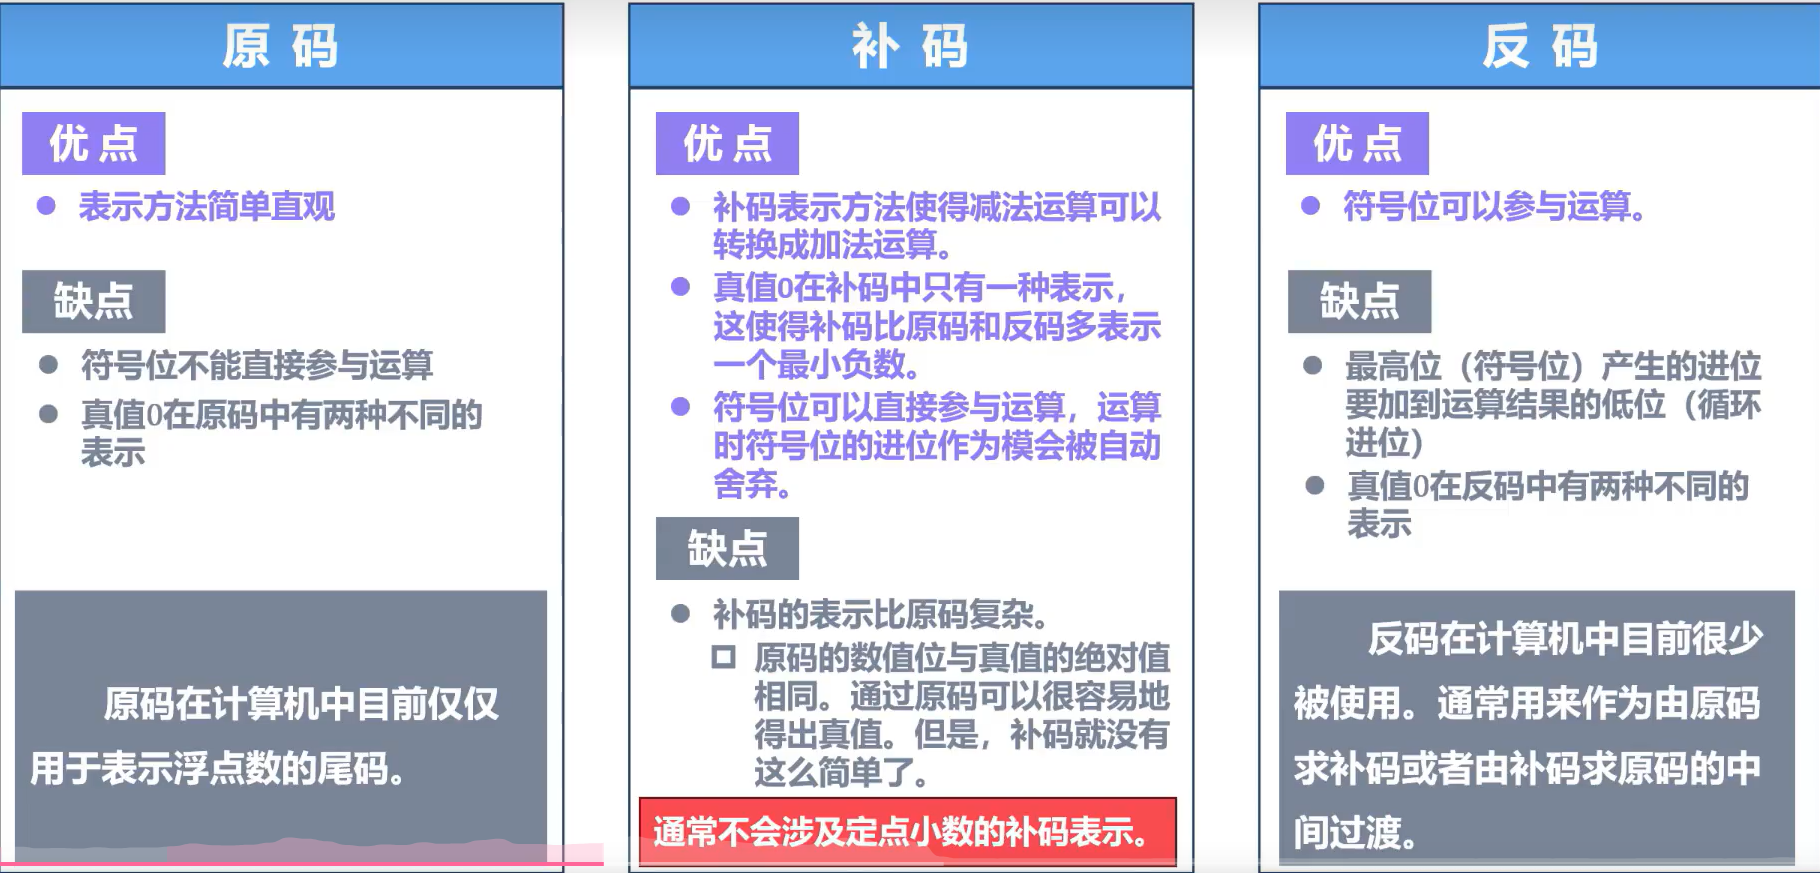 原码
优点
表示方法简单直观
缺点
符号位不能直接参与运算
真值0在原码中有两种不同的
表示
原码在计算机中目前仅仅
用于表示浮点数的尾码。
补码
优点
补码表示方法使得减法运算可以
转换成加法运算。
真值0在补码中只有一种表示，
这使得补码比原码和反码多表示
一个最小负数。
符号位可以直接参与运算，运算
时符号位的进位作为模会被自动
舍弃。
缺点
补码的表示比原码复杂。
原码的数值位与真值的绝对值
相同。通过原码可以很容易地
得出真值。但是，补码就没有
这么简单了。
通常不会涉及定点小数的补码表示。
反码
优点
符号位可以参与运算。
缺点
最高位（符号位）产生的进位
要加到运算结果的低位（循环
进位）
真值0在反码中有两种不同的
表示
反码在计算机中目前很少
被使用。通常用来作为由原码
求补码或者由补码求原码的中
间过渡。